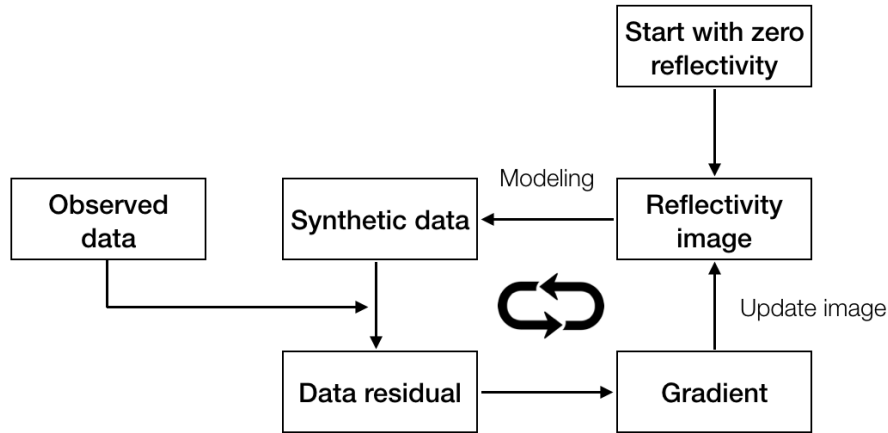 Start with zero
reflectivity
Modeling
Observed
data
Synthetic data
Reflectivity
image
Update image
Data residual
Gradient